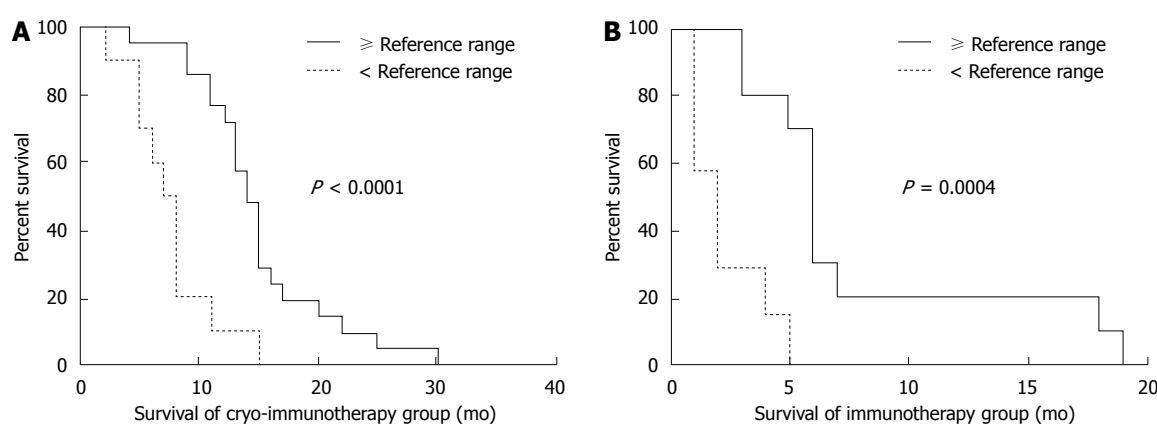 A
⩾ Reference range
< Reference range
P < 0.0001
Percent survival
100
80
60
40
20
0
0 10 20 30 40
Survival of cryo-immunotherapy group (mo)
B
⩾ Reference range
< Reference range
P = 0.0004
Percent survival
100
80
60
40
20
0
0 5 10 15 20
Survival of immunotherapy group (mo)